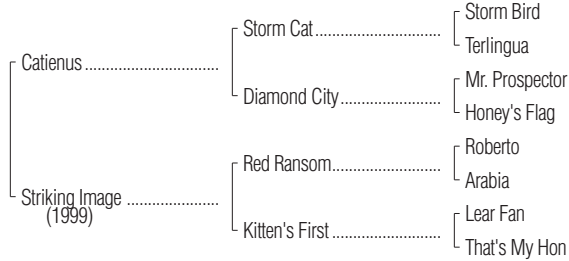 Storm Bird
Storm Cat
Terlingua
Catienus
Mr. Prospector
Diamond City
Honey's Flag
Roberto
Red Ransom
Arabia
Striking Image
(1999)
Lear Fan
Kitten's First
That's My Hon